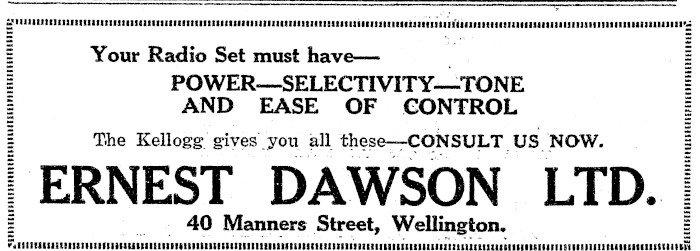 Your Radio Set must have—
POWER—SELECTIVITY—TONE
AND EASE OF CONTROL
The Kellogg gives you all these—CONSULT US NOW.
ERNEST DAWSON LTD.
40 Manners Street, Wellington.